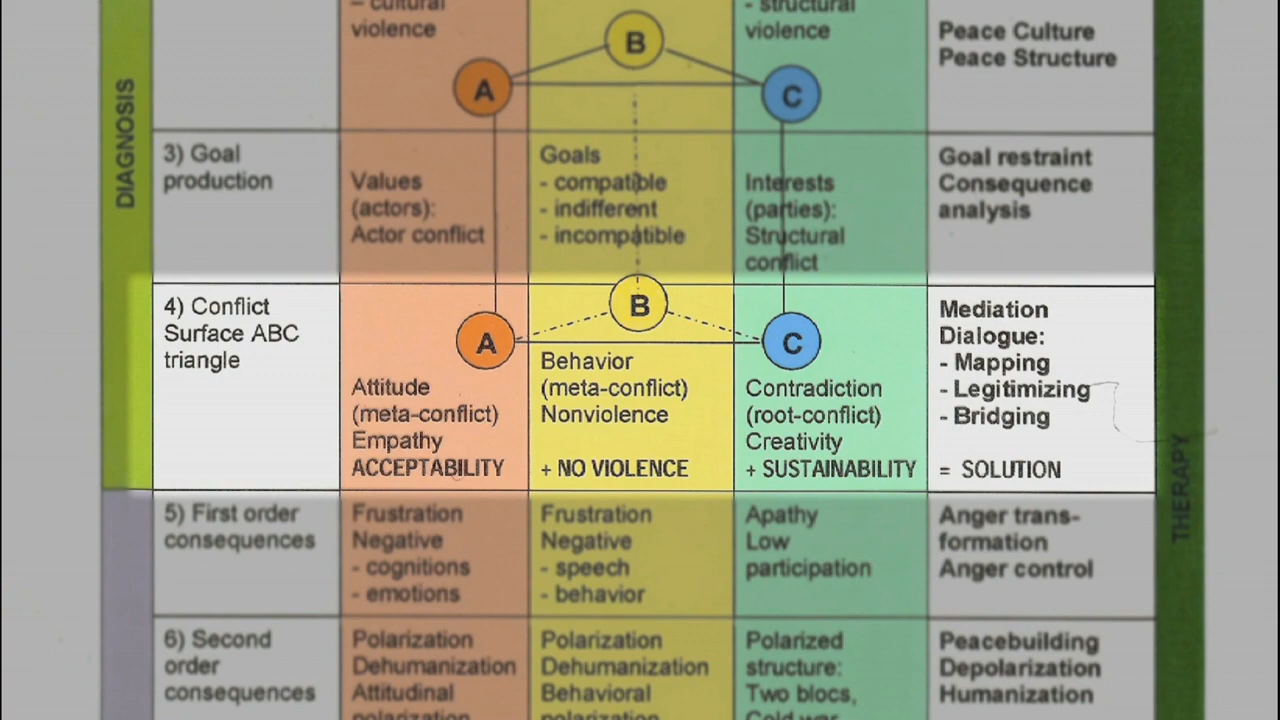 – cultural
violence
B
- structural
violence
Peace Culture
Peace Structure
A
C
DIAGNOSIS
3) Goal
production
Values
(actors):
Actor conflict
Goals
- compatible
- indifferent
- incompatible
Interests
(parties):
Structural
conflict
Goal restraint
Consequence
analysis
4) Conflict
Surface ABC
triangle
A
Attitude
(meta-conflict)
Empathy
ACCEPTABILITY
B
Behavior
(meta-conflict)
Nonviolence
+ NO VIOLENCE
C
Contradiction
(root-conflict)
Creativity
+ SUSTAINABILITY
Mediation
Dialogue:
- Mapping
- Legitimizing
- Bridging
= SOLUTION
THERAPY
5) First order
consequences
Frustration
Negative
- cognitions
- emotions
Frustration
Negative
- speech
- behavior
Apathy
Low
participation
Anger trans-
formation
Anger control
6) Second
order
consequences
Polarization
Dehumanization
Attitudinal
polarization
Polarization
Dehumanization
Behavioral
polarization
Polarized
structure:
Two blocs,
Cold war
Peacebuilding
Depolarization
Humanization